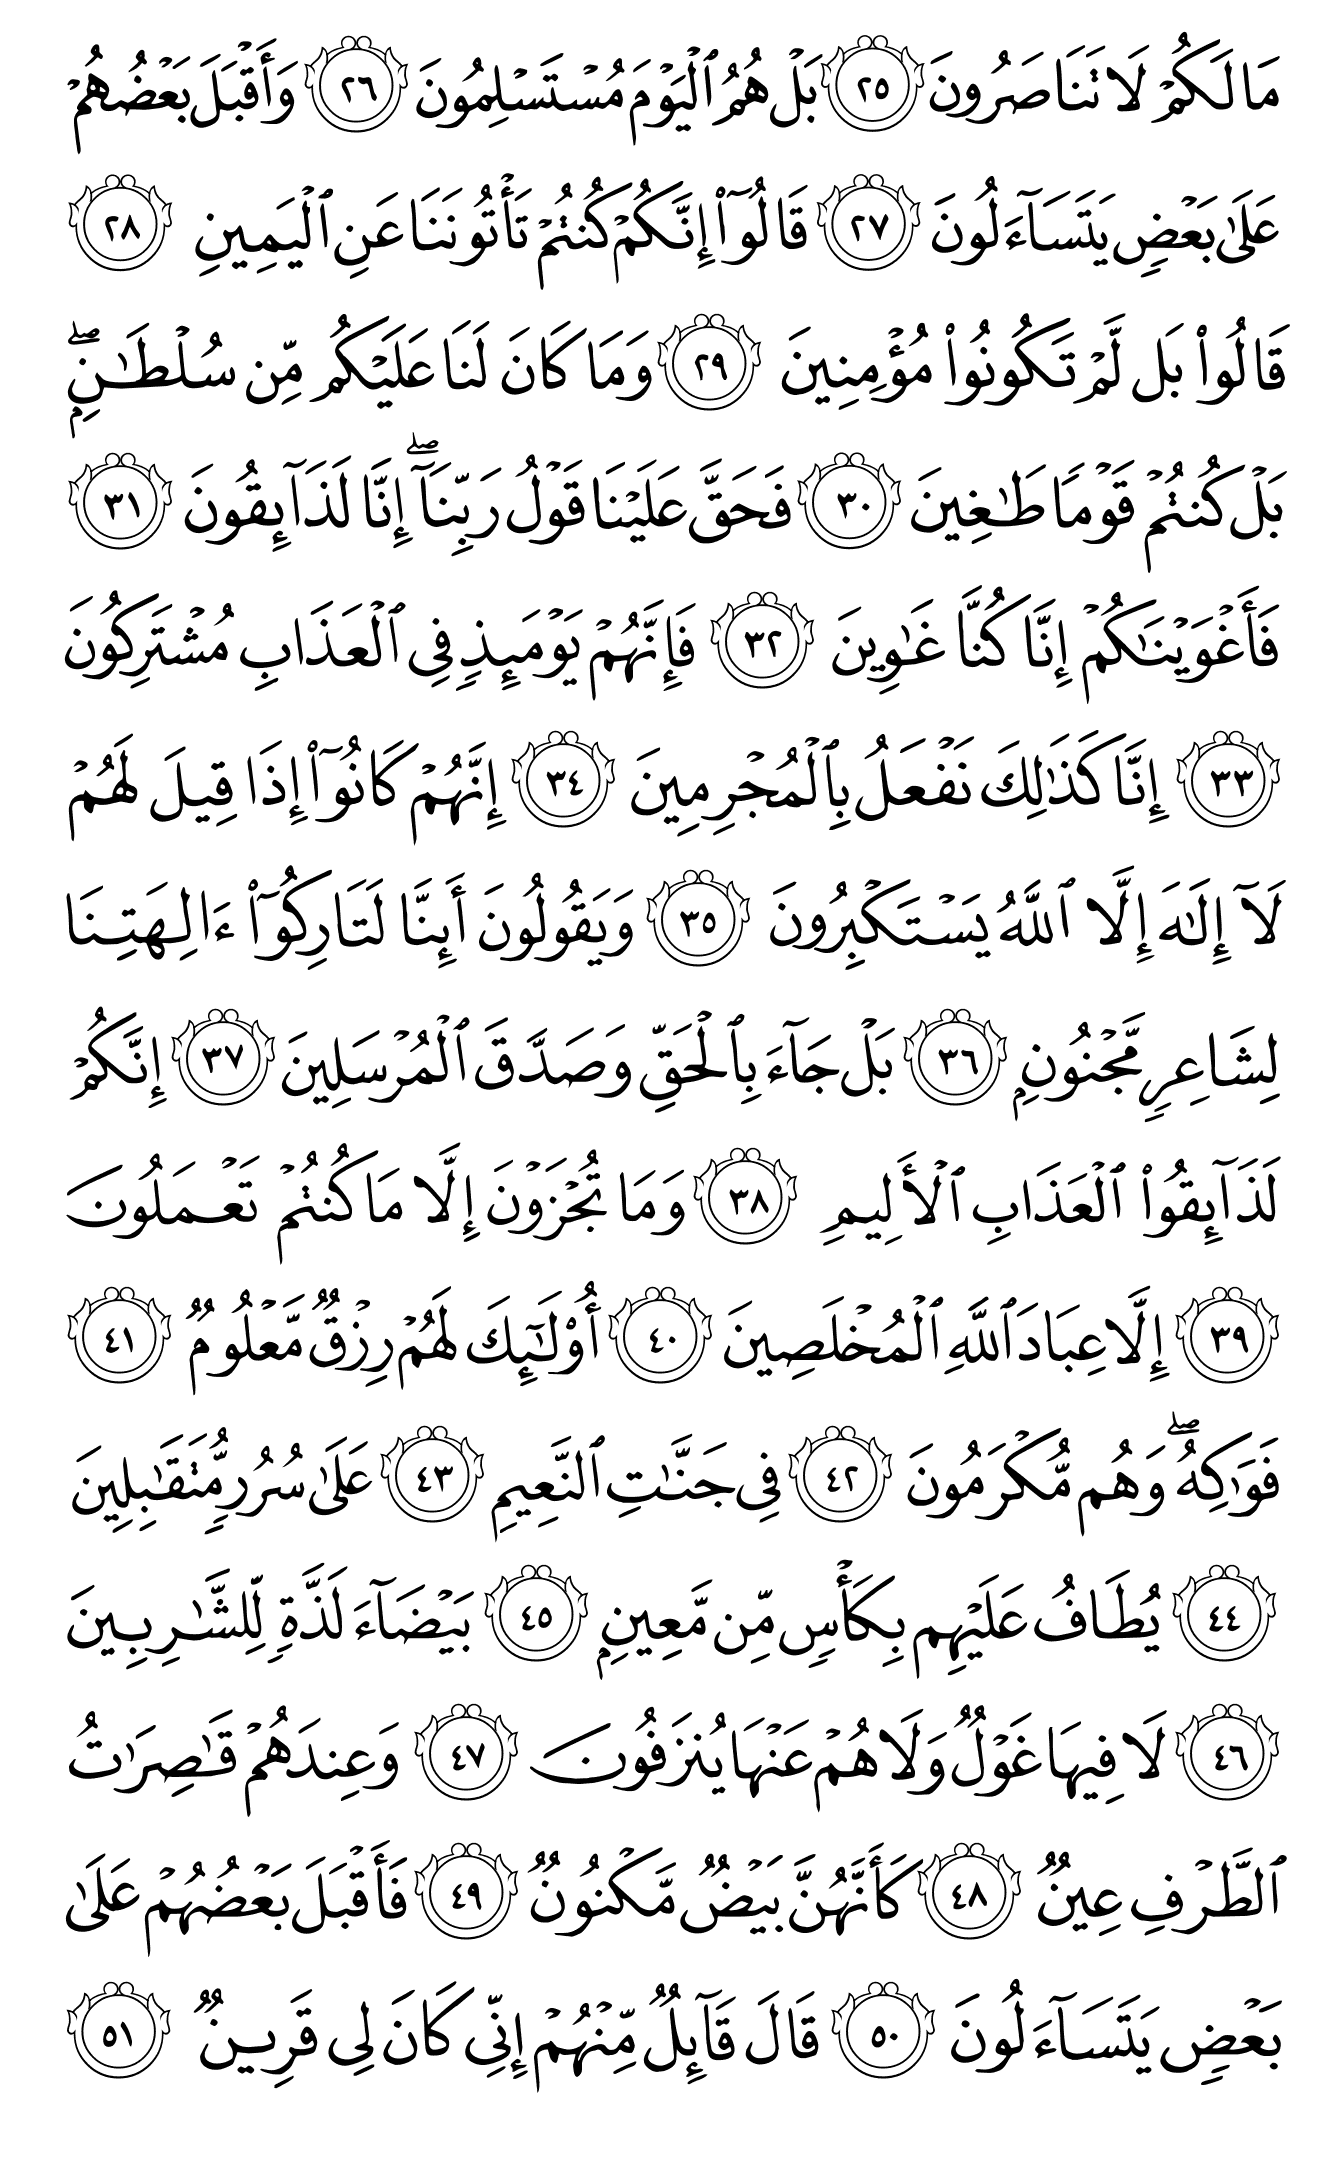 مَا لَكُمۡ لَا تَنَاصَرُونَ ٢٥ بَلۡ هُمُ ٱلۡيَوۡمَ مُسۡتَسۡلِمُونَ ٢٦ وَأَقۡبَلَ بَعۡضُهُمۡ
عَلَىٰ بَعۡضٖ يَتَسَآءَلُونَ ٢٧ قَالُوٓاْ إِنَّكُمۡ كُنتُمۡ تَأۡتُونَنَا عَنِ ٱلۡيَمِينِ ٢٨
قَالُواْ بَل لَّمۡ تَكُونُواْ مُؤۡمِنِينَ ٢٩ وَمَا كَانَ لَنَا عَلَيۡكُم مِّن سُلۡطَٰنِۭۖ
بَلۡ كُنتُمۡ قَوۡمٗا طَٰغِينَ ٣٠ فَحَقَّ عَلَيۡنَا قَوۡلُ رَبِّنَآۖ إِنَّا لَذَآئِقُونَ ٣١
فَأَغۡوَيۡنَٰكُمۡ إِنَّا كُنَّا غَٰوِينَ ٣٢ فَإِنَّهُمۡ يَوۡمَئِذٖ فِي ٱلۡعَذَابِ مُشۡتَرِكُونَ
٣٣ إِنَّا كَذَٰلِكَ نَفۡعَلُ بِٱلۡمُجۡرِمِينَ ٣٤ إِنَّهُمۡ كَانُوٓاْ إِذَا قِيلَ لَهُمۡ
لَآ إِلَٰهَ إِلَّا ٱللَّهُ يَسۡتَكۡبِرُونَ ٣٥ وَيَقُولُونَ أَئِنَّا لَتَارِكُوٓاْ ءَالِهَتِنَا
لِشَاعِرٖ مَّجۡنُونِۭ ٣٦ بَلۡ جَآءَ بِٱلۡحَقِّ وَصَدَّقَ ٱلۡمُرۡسَلِينَ ٣٧ إِنَّكُمۡ
لَذَآئِقُواْ ٱلۡعَذَابِ ٱلۡأَلِيمِ ٣٨ وَمَا تُجۡزَوۡنَ إِلَّا مَا كُنتُمۡ تَعۡمَلُونَ
٣٩ إِلَّا عِبَادَ ٱللَّهِ ٱلۡمُخۡلَصِينَ ٤٠ أُوْلَٰٓئِكَ لَهُمۡ رِزۡقٞ مَّعۡلُومٞ ٤١
فَوَٰكِهُ وَهُم مُّكۡرَمُونَ ٤٢ فِي جَنَّٰتِ ٱلنَّعِيمِ ٤٣ عَلَىٰ سُرُرٖ مُّتَقَٰبِلِينَ
٤٤ يُطَافُ عَلَيۡهِم بِكَأۡسٖ مِّن مَّعِينِۭ ٤٥ بَيۡضَآءَ لَذَّةٖ لِّلشَّٰرِبِينَ
٤٦ لَا فِيهَا غَوۡلٞ وَلَا هُمۡ عَنۡهَا يُنزَفُونَ ٤٧ وَعِندَهُمۡ قَٰصِرَٰتُ
ٱلطَّرۡفِ عِينٞ ٤٨ كَأَنَّهُنَّ بَيۡضٞ مَّكۡنُونٞ ٤٩ فَأَقۡبَلَ بَعۡضُهُمۡ عَلَىٰ
بَعۡضٖ يَتَسَآءَلُونَ ٥٠ قَالَ قَآئِلٞ مِّنۡهُمۡ إِنِّي كَانَ لِي قَرِينٞ ٥١